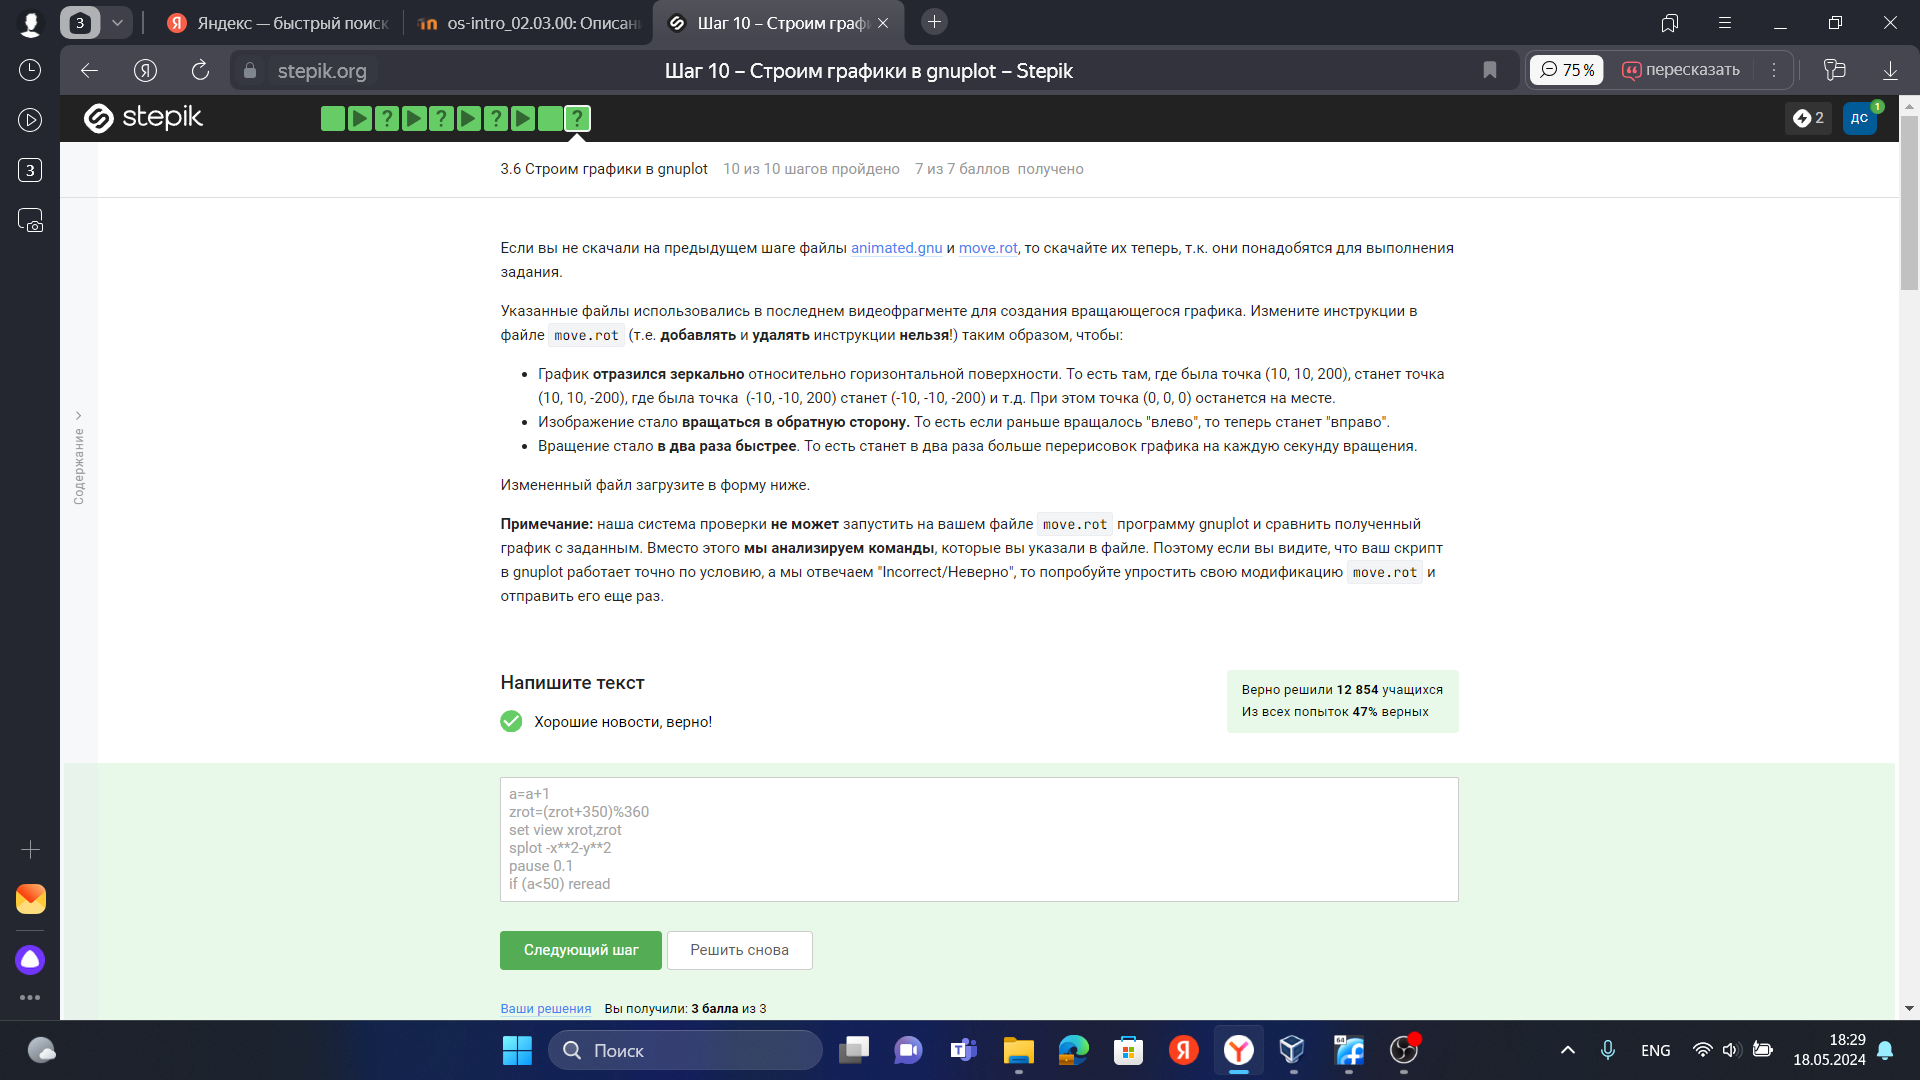 3
Яндекс — быстрый поиск
os-intro_02.03.00: Описан
Шаг 10 – Строим граф
Я
stepik.org
Шаг 10 – Строим графики в gnuplot – Stepik
75 %
пересказать
3
stepik
? ? ? ?
2
ДС
1
3.6 Строим графики в gnuplot 10 из 10 шагов пройдено 7 из 7 баллов получено
Содержание
Если вы не скачали на предыдущем шаге файлы animated.gnu и move.rot, то скачайте их теперь, т.к. они понадобятся для выполнения
задания.
Указанные файлы использовались в последнем видеофрагменте для создания вращающегося графика. Измените инструкции в
файле move.rot (т.е. добавлять и удалять инструкции нельзя!) таким образом, чтобы:
• График отразился зеркально относительно горизонтальной поверхности. То есть там, где была точка (10, 10, 200), станет точка
(10, 10, -200), где была точка (-10, -10, 200) станет (-10, -10, -200) и т.д. При этом точка (0, 0, 0) останется на месте.
• Изображение стало вращаться в обратную сторону. То есть если раньше вращалось "влево", то теперь станет "вправо".
• Вращение стало в два раза быстрее. То есть станет в два раза больше перерисовок графика на каждую секунду вращения.
Измененный файл загрузите в форму ниже.
Примечание: наша система проверки не может запустить на вашем файле move.rot программу gnuplot и сравнить полученный
график с заданным. Вместо этого мы анализируем команды, которые вы указали в файле. Поэтому если вы видите, что ваш скрипт
в gnuplot работает точно по условию, а мы отвечаем "Incorrect/Неверно", то попробуйте упростить свою модификацию move.rot и
отправить его еще раз.
Напишите текст
Хорошие новости, верно!
Верно решили 12 854 учащихся
Из всех попыток 47% верных
a=a+1
zrot=(zrot+350)%360
set view xrot,zrot
splot -x**2-y**2
pause 0.1
if (a<50) reread
Следующий шаг
Решить снова
Ваши решения Вы получили: 3 балла из 3
Поиск
ENG
18:29
18.05.2024